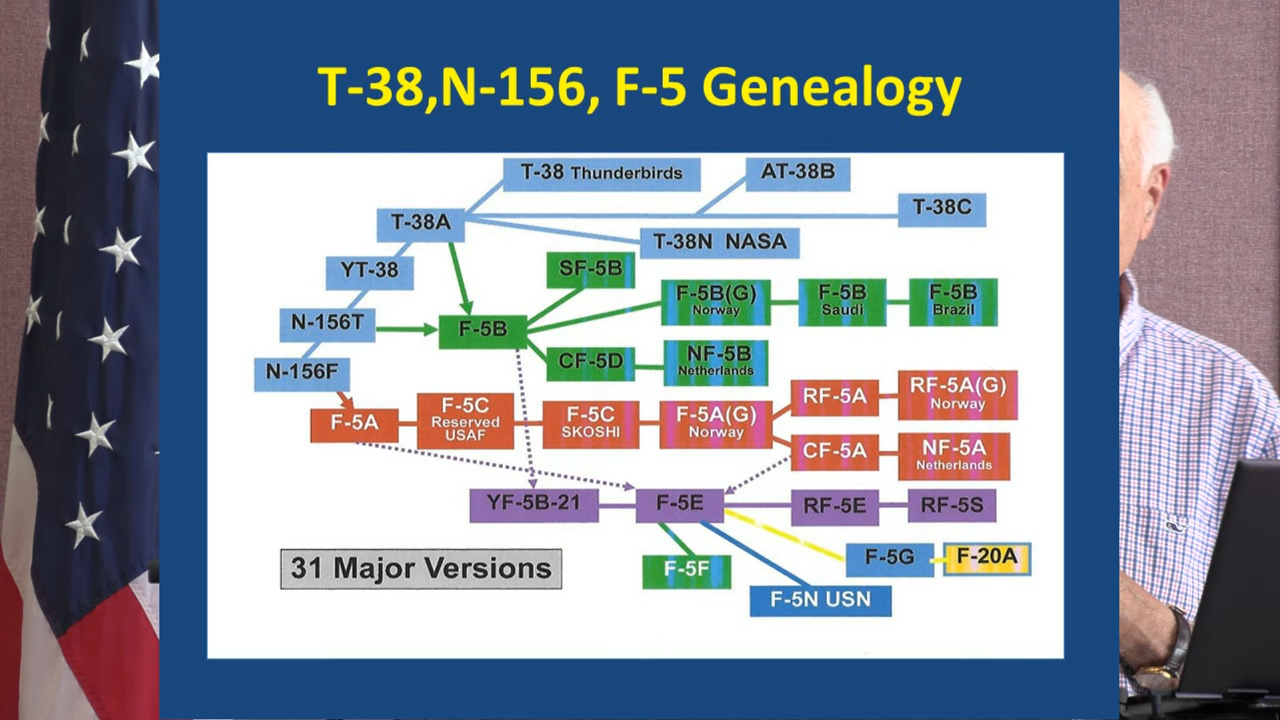 T-38,N-156, F-5 Genealogy
T-38 Thunderbirds
AT-38B
T-38A
T-38C
T-38N NASA
YT-38
SF-5B
F-5B(G)
Norway
F-5B
Saudi
F-5B
Brazil
N-156T
F-5B
CF-5D
NF-5B
Netherlands
N-156F
F-5A
F-5C
Reserved
USAF
F-5C
SKOSHI
F-5A(G)
Norway
RF-5A
RF-5A(G)
Norway
CF-5A
NF-5A
Netherlands
YF-5B-21
F-5E
RF-5E
RF-5S
31 Major Versions
F-5F
F-5G
F-20A
F-5N USN